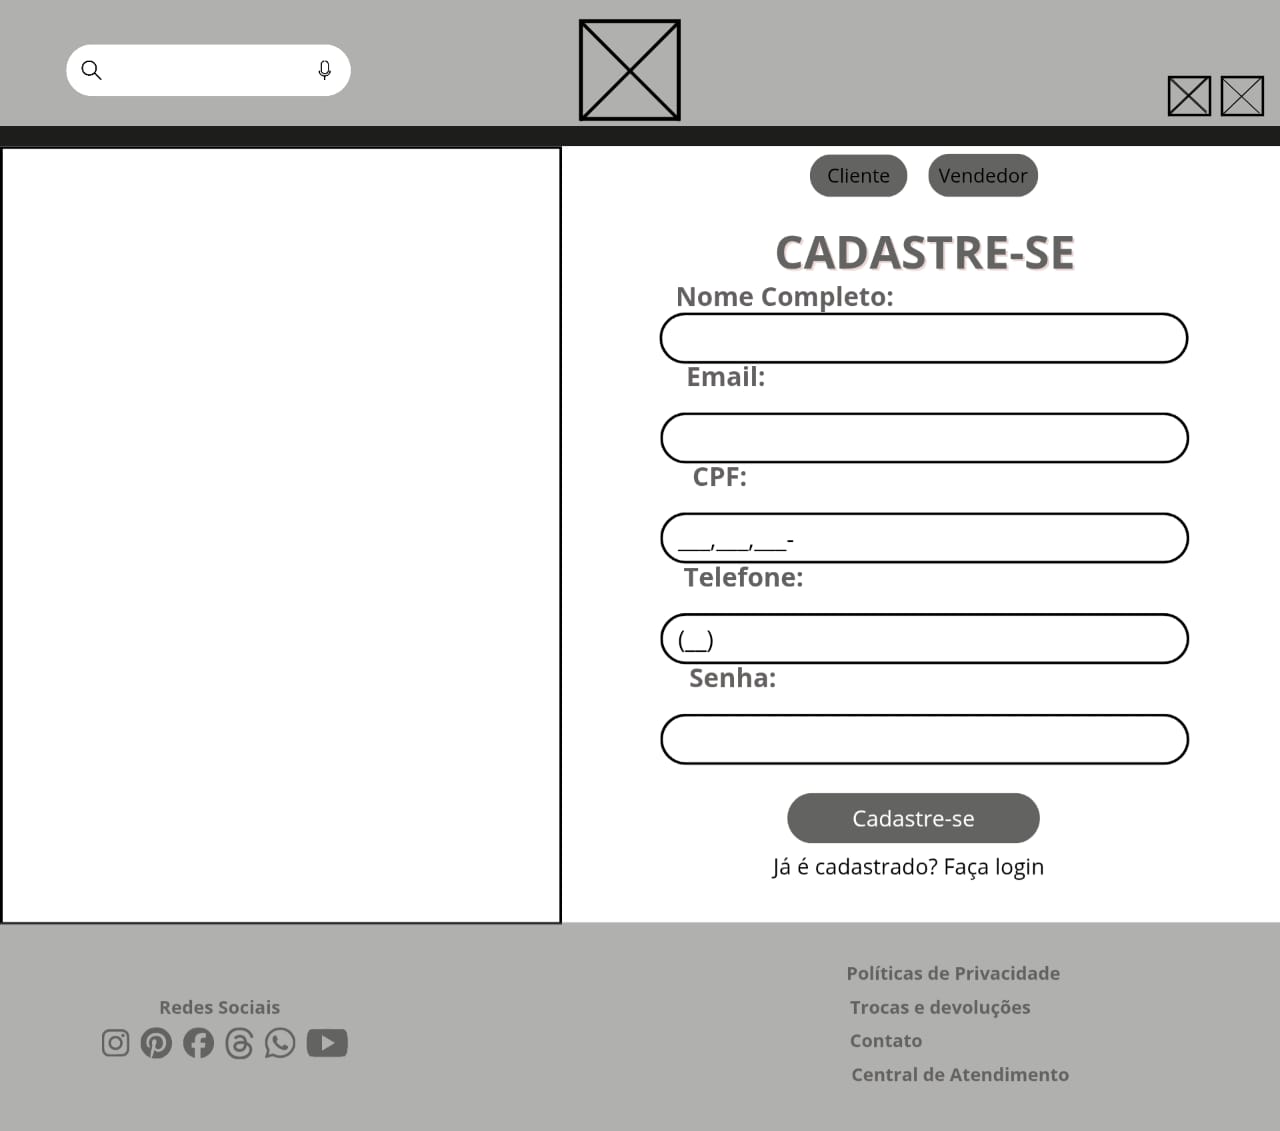 Cliente Vendedor
CADASTRE-SE
Nome Completo:
Email:
CPF:
___,___,___-
Telefone:
(__)
Senha:
Cadastre-se
Já é cadastrado? Faça login
Redes Sociais
Políticas de Privacidade
Trocas e devoluções
Contato
Central de Atendimento